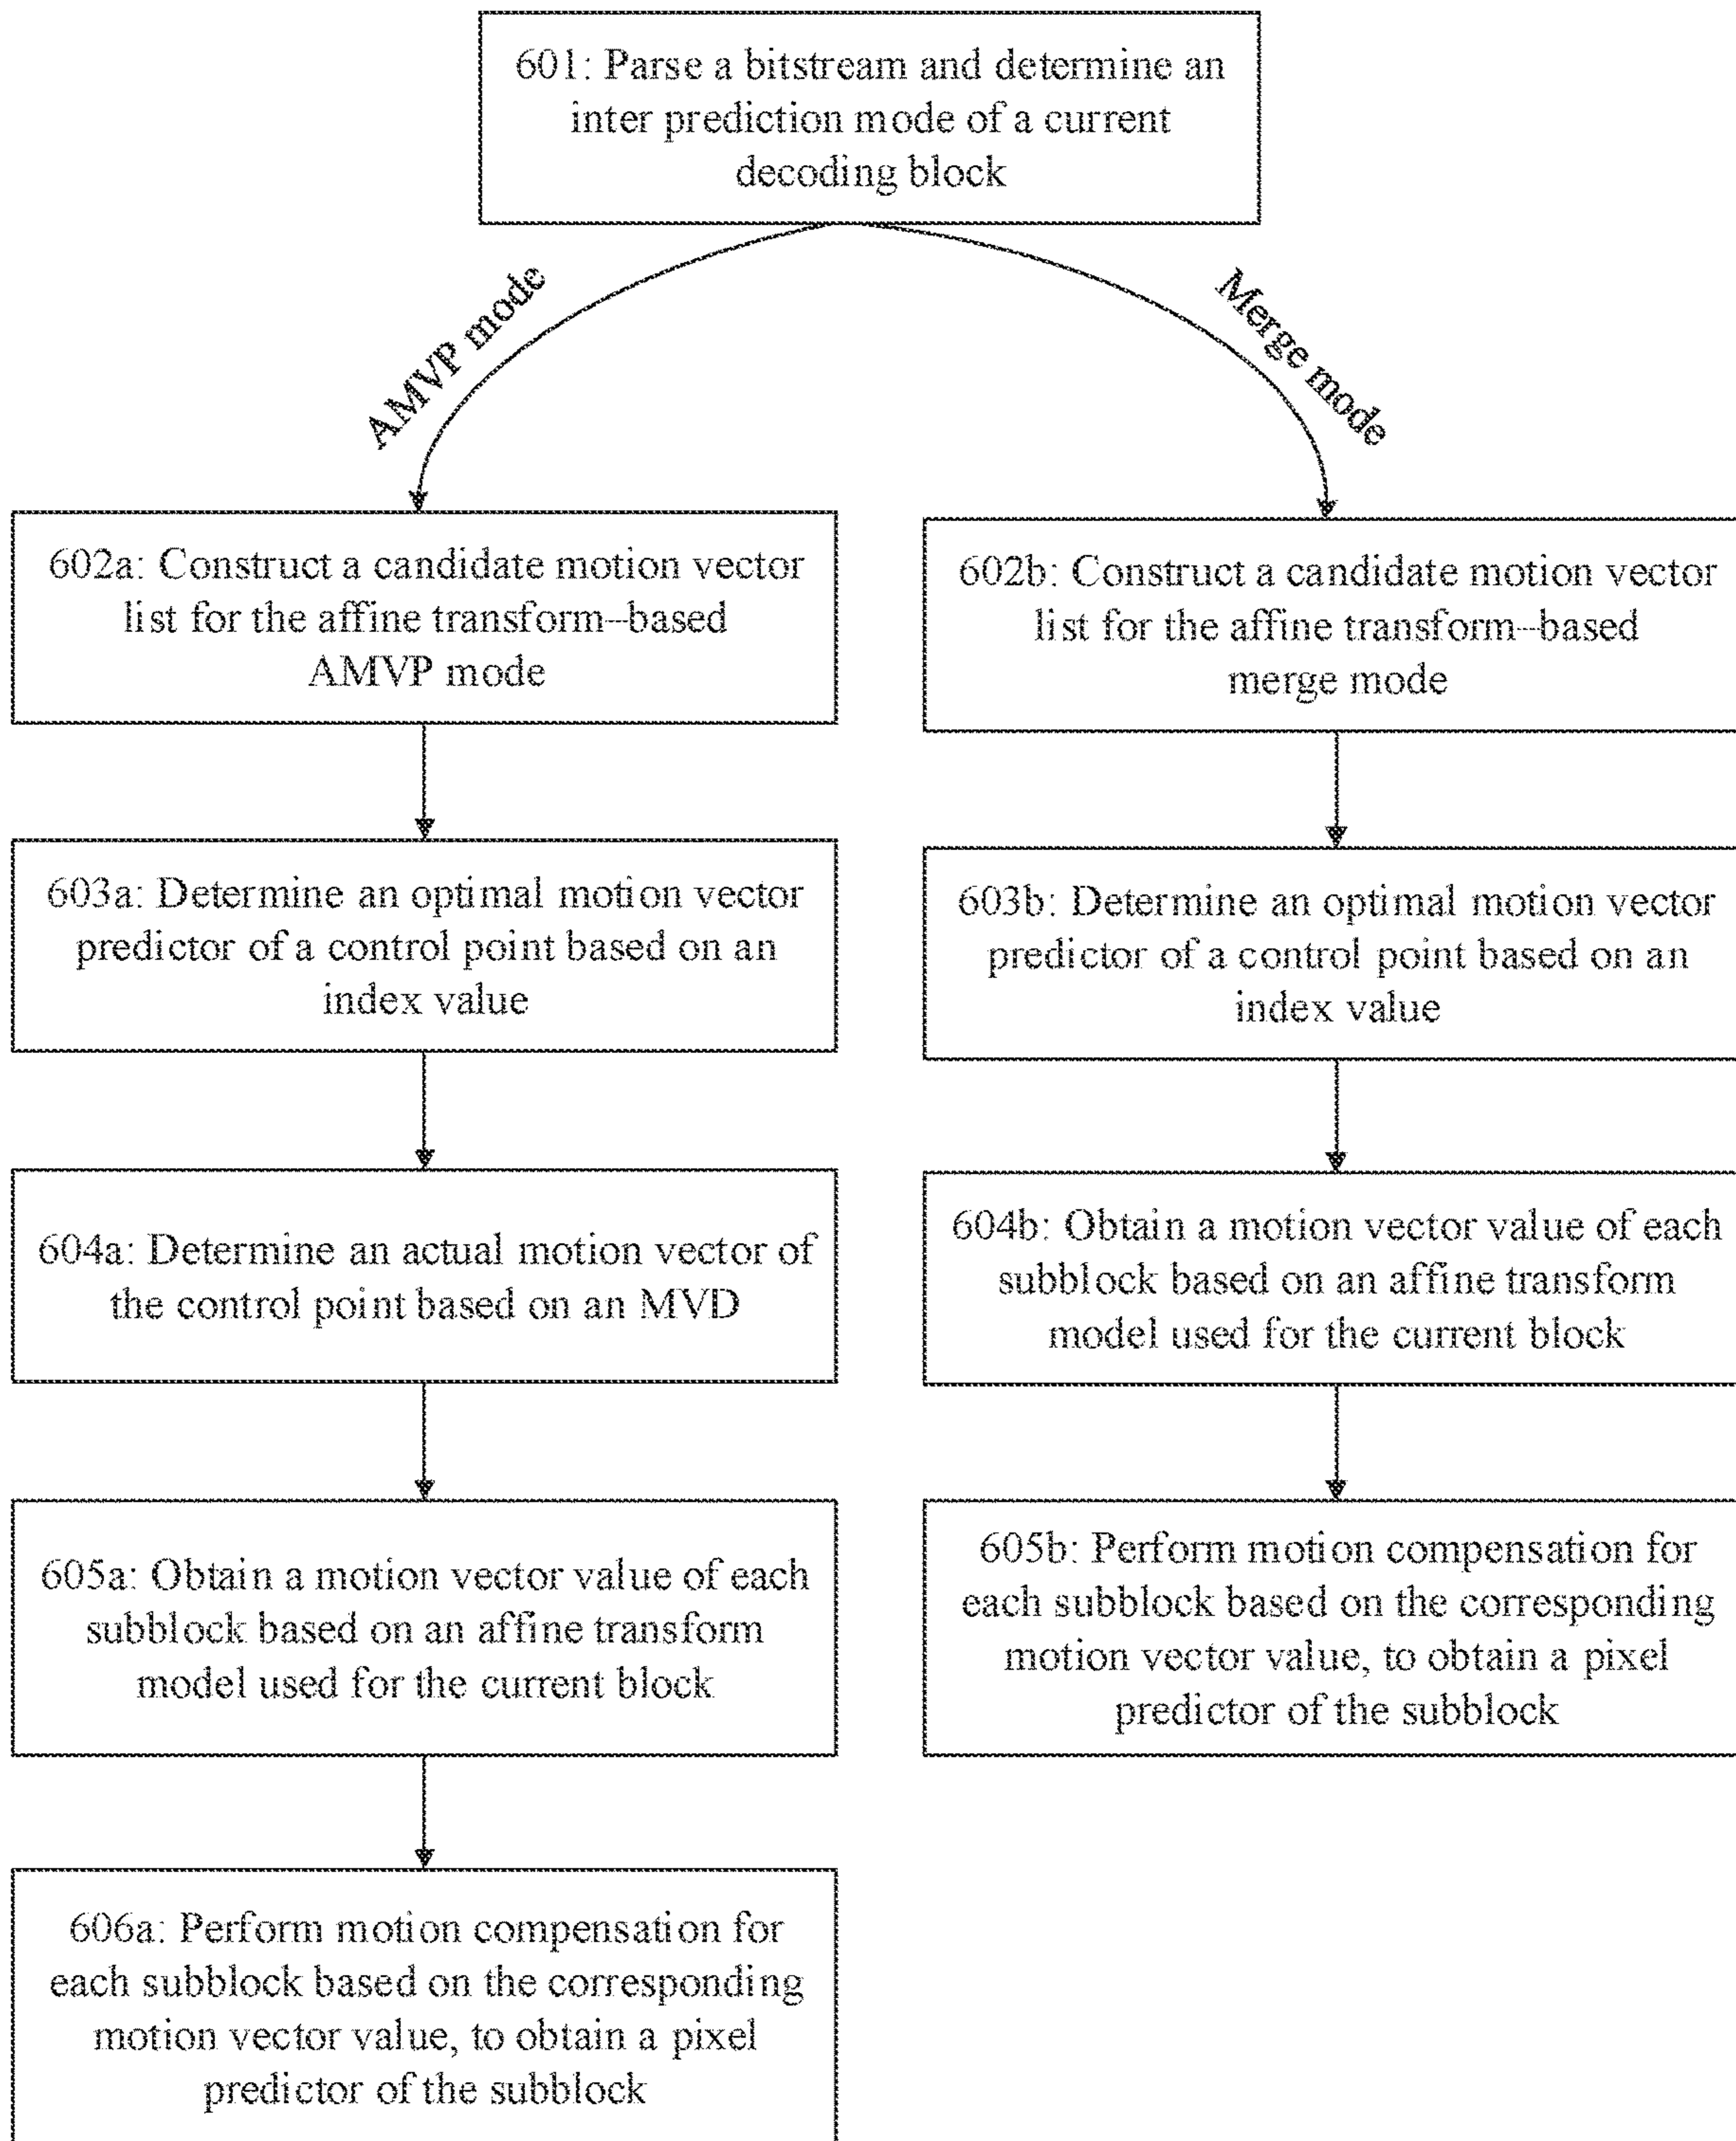 601: Parse a bitstream and determine an
inter prediction mode of a current
decoding block
AMVP mode
Merge mode
602a: Construct a candidate motion vector
list for the affine transform--based
AMVP mode
602b: Construct a candidate motion vector
list for the affine transform--based
merge mode
603a: Determine an optimal motion vector
predictor of a control point based on an
index value
603b: Determine an optimal motion vector
predictor of a control point based on an
index value
604a: Determine an actual motion vector of
the control point based on an MVD
604b: Obtain a motion vector value of each
subblock based on an affine transform
model used for the current block
605a: Obtain a motion vector value of each
subblock based on an affine transform
model used for the current block
605b: Perform motion compensation for
each subblock based on the corresponding
motion vector value, to obtain a pixel
predictor of the subblock
606a: Perform motion compensation for
each subblock based on the corresponding
motion vector value, to obtain a pixel
predictor of the subblock